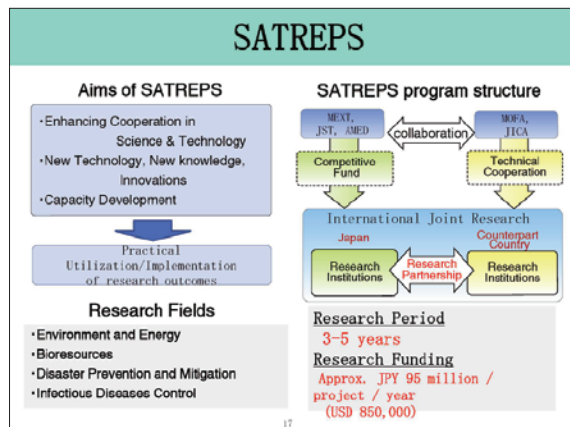 SATREPS
Aims of SATREPS
・Enhancing Cooperation in
Science & Technology
・New Technology, New knowledge,
Innovations
・Capacity Development
Practical
Utilization/Implementation
of research outcomes
Research Fields
・Environment and Energy
・Bioresources
・Disaster Prevention and Mitigation
・Infectious Diseases Control
SATREPS program structure
MEXT,
JST, AMED
collaboration
MOFA,
JICA
Competitive
Fund
Technical
Cooperation
International Joint Research
Japan
Counterpart
Country
Research
Institutions
Research
Partnership
Research
Institutions
Research Period
3-5 years
Research Funding
Approx. JPY 95 million /
project / year
(USD 850,000)
17